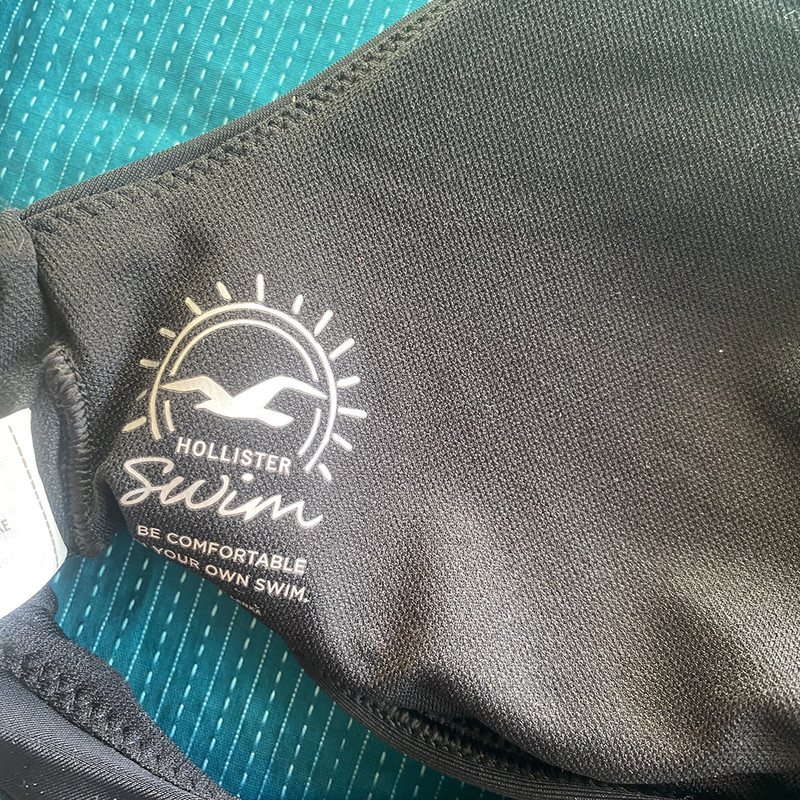 HOLLISTER
Swim
BE COMFORTABLE
YOUR OWN SWIM.